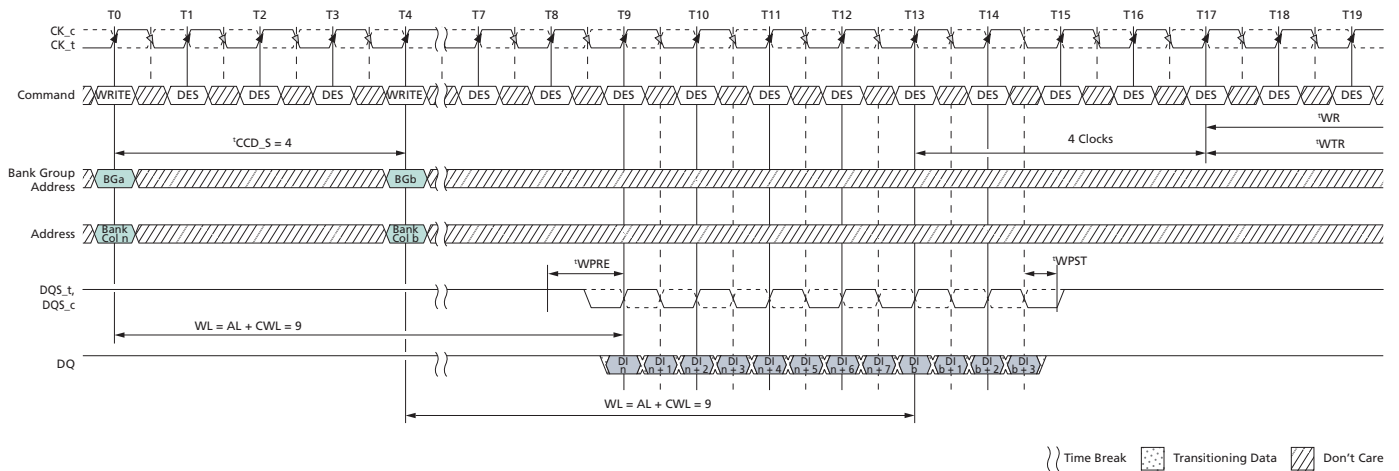 T0 T1 T2 T3 T4 T7 T8 T9 T10 T11 T12 T13 T14 T15 T16 T17 T18 T19
CK_c
CK_t
Command WRITE DES DES DES WRITE DES DES DES DES DES DES DES DES DES DES DES DES DES
tWR
tCCD_S = 4 4 Clocks tWTR
Bank Group
Address BGa BGb
Address Bank
Col n Bank
Col b
tWPRE tWPST
DQS_t,
DQS_c
WL = AL + CWL = 9
DQ DI
n DI
n + 1 DI
n + 2 DI
n + 3 DI
n + 4 DI
n + 5 DI
n + 6 DI
n + 7 DI
b DI
b + 1 DI
b + 2 DI
b + 3
WL = AL + CWL = 9
Time Break Transitioning Data Don't Care